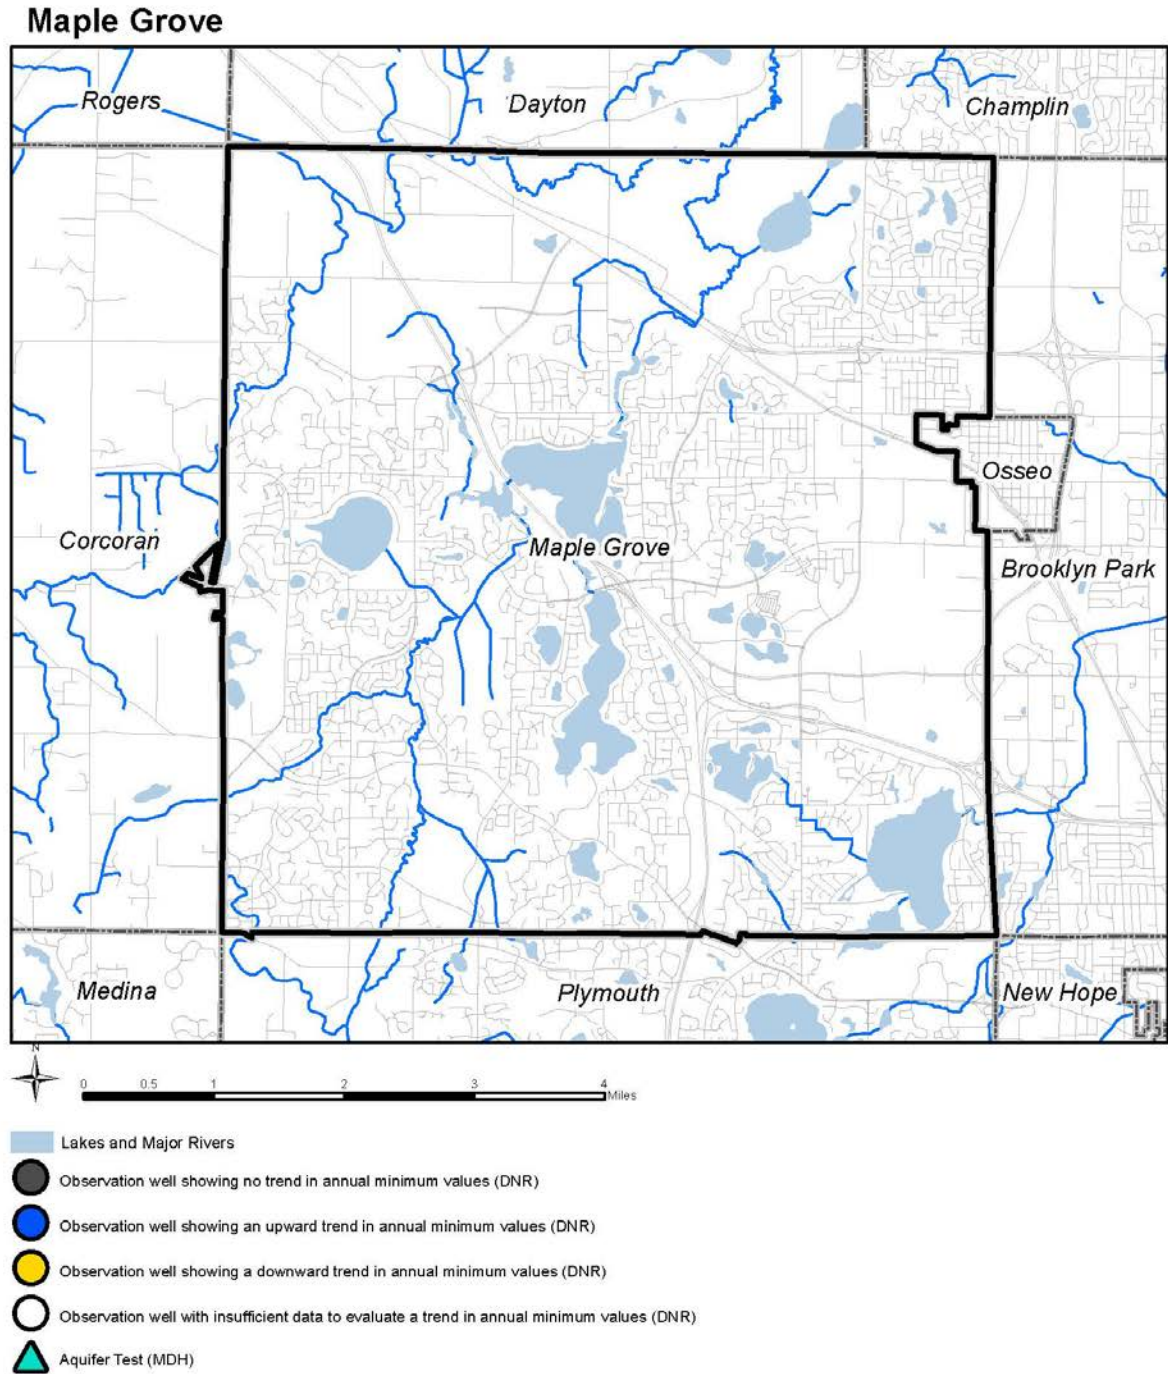 Maple Grove
Rogers
Dayton
Champlin
Osseo
Corcoran
Maple Grove
Brooklyn Park
Medina
Plymouth
New Hope
N
0 0.5 1 2 3 4
Miles
Lakes and Major Rivers
Observation well showing no trend in annual minimum values (DNR)
Observation well showing an upward trend in annual minimum values (DNR)
Observation well showing a downward trend in annual minimum values (DNR)
Observation well with insufficient data to evaluate a trend in annual minimum values (DNR)
Aquifer Test (MDH)